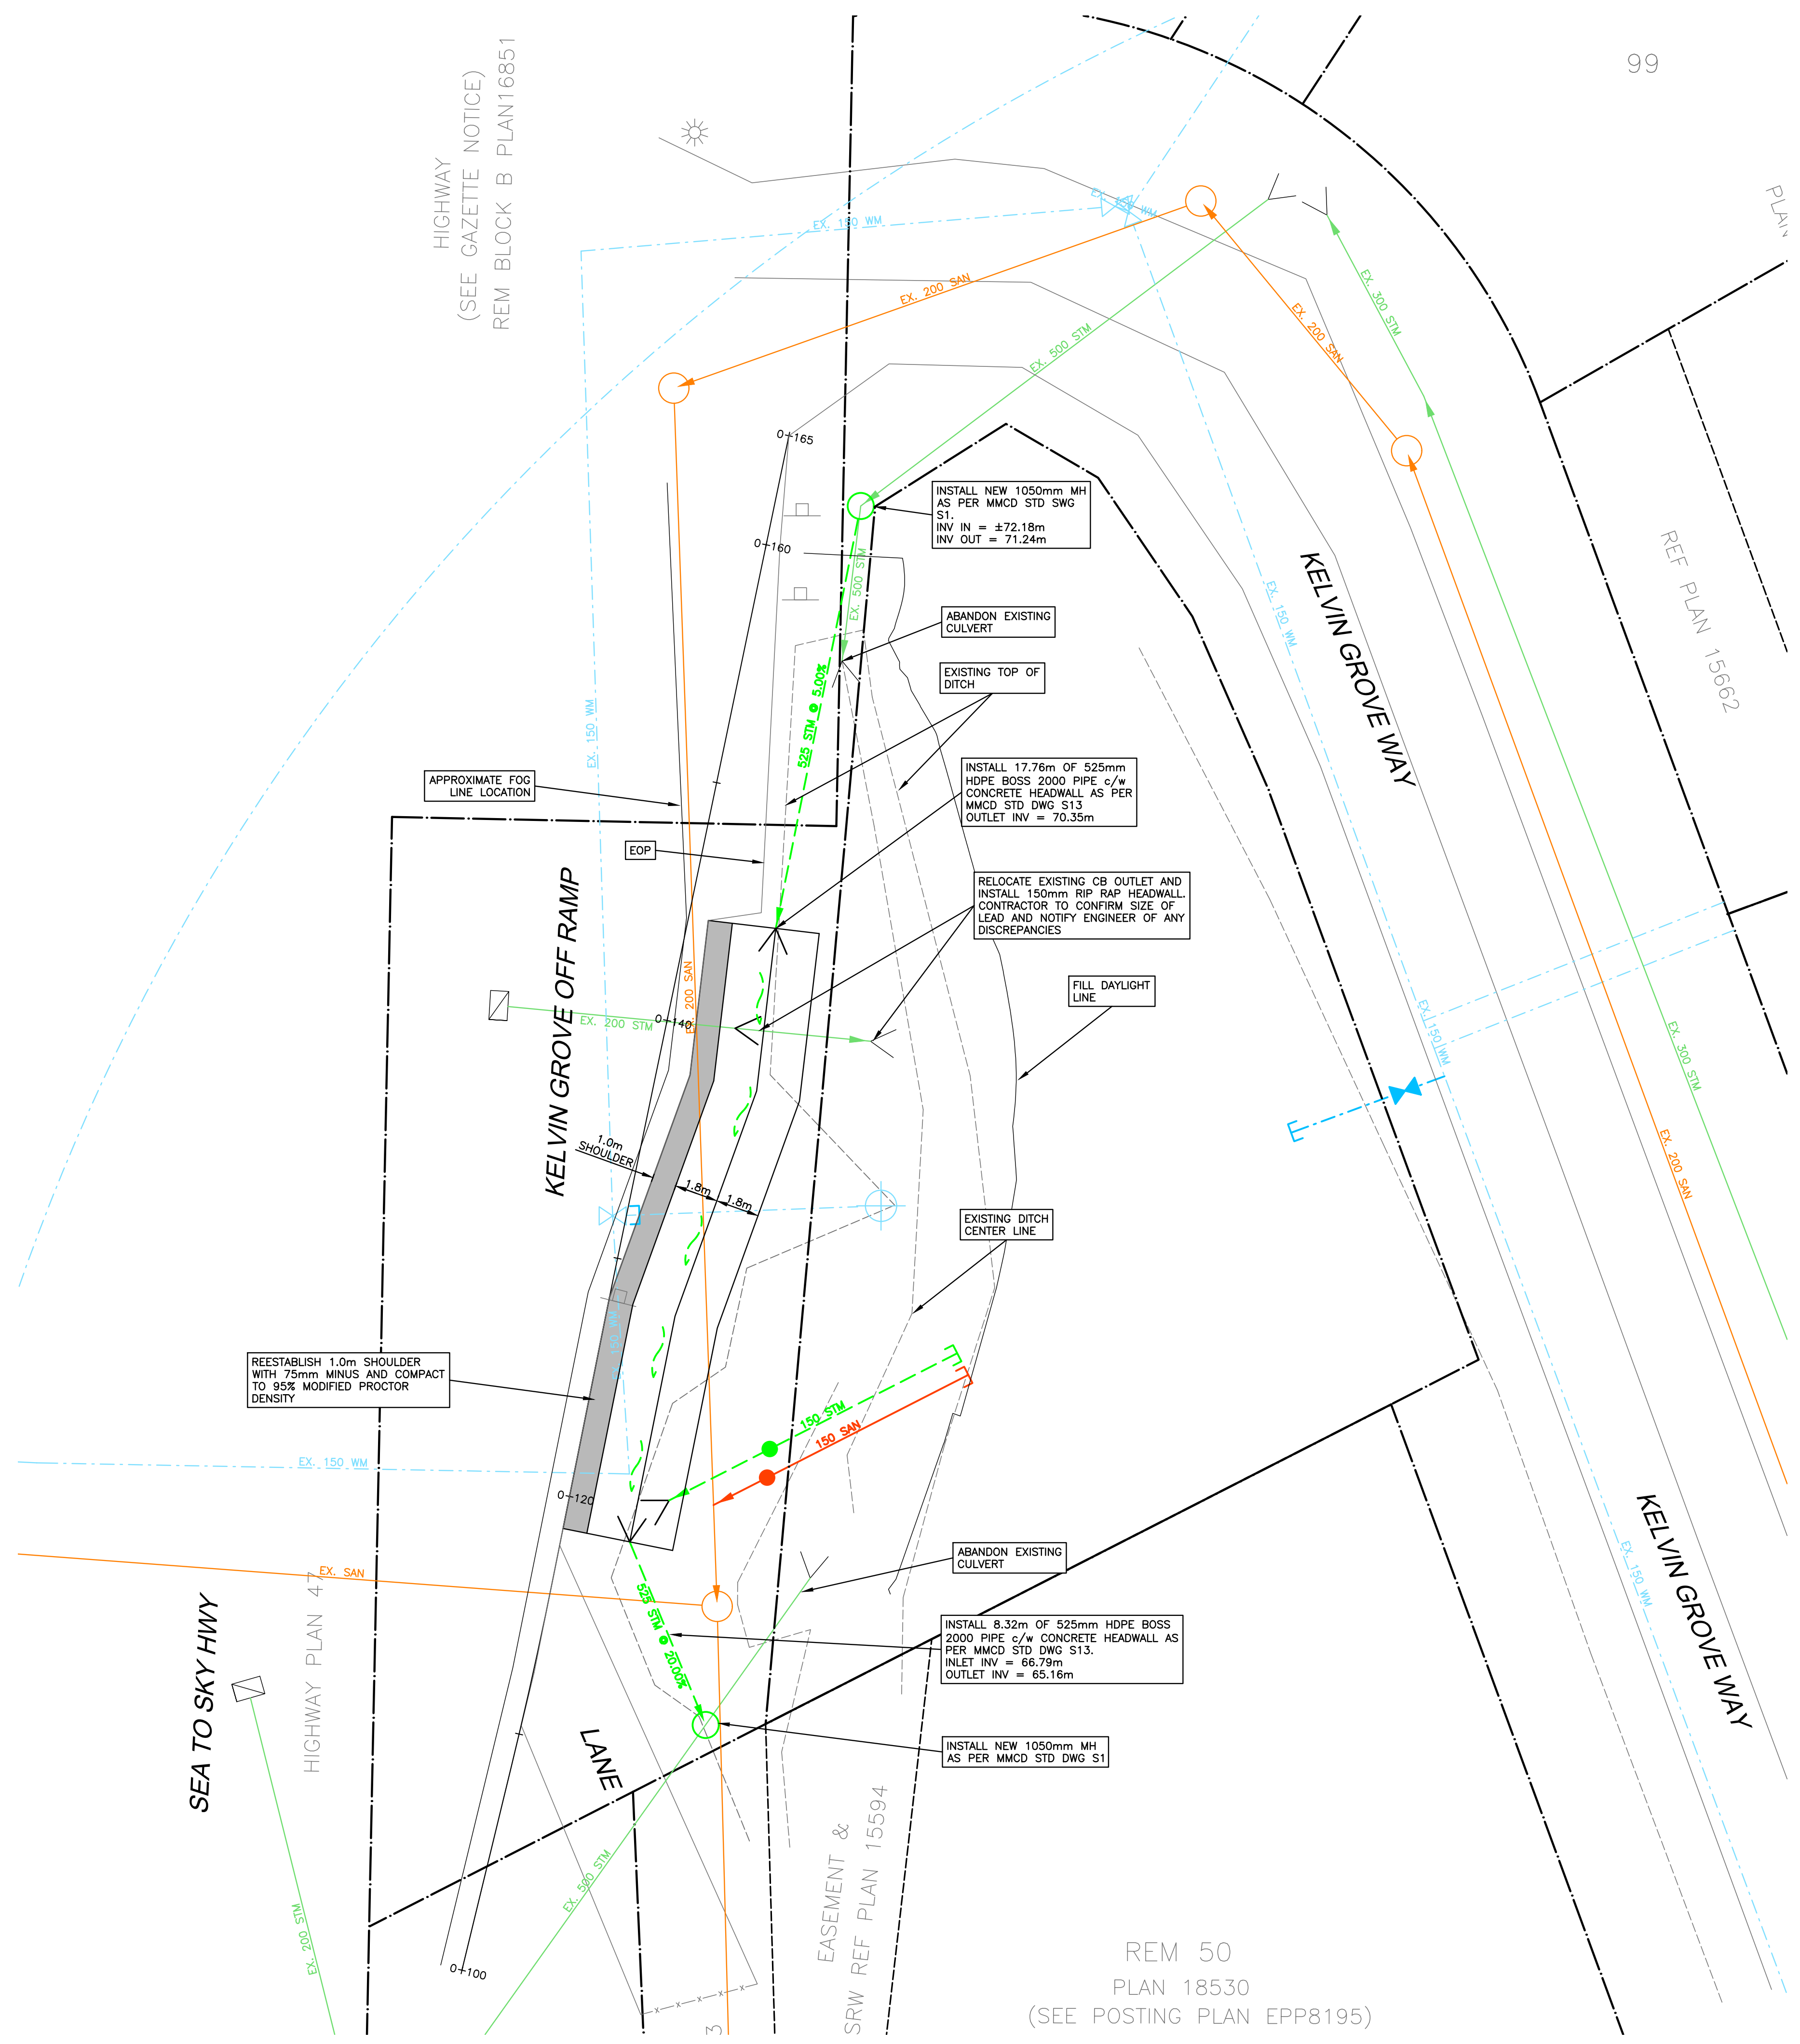 HIGHWAY
(SEE GAZETTE NOTICE)
REM BLOCK B PLAN16851
99
PLAN
EX. 150 WM
EX. 200 SAN
EX. 500 STM
EX. 300 STM
EX. 200 SAN
0+165
INSTALL NEW 1050mm MH
AS PER MMCD STD SWG
S1.
INV IN = ±72.18m
INV OUT = 71.24m
0+160
EX. 500 STM
ABANDON EXISTING
CULVERT
EX. 150 WM
KELVIN GROVE WAY
REF PLAN 15662
EXISTING TOP OF
DITCH
525 STM @ 5.00%
EX. 150 WM
APPROXIMATE FOG
LINE LOCATION
INSTALL 17.76m OF 525mm
HDPE BOSS 2000 PIPE c/w
CONCRETE HEADWALL AS PER
MMCD STD DWG S13
OUTLET INV = 70.35m
EOP
RELOCATE EXISTING CB OUTLET AND
INSTALL 150mm RIP RAP HEADWALL.
CONTRACTOR TO CONFIRM SIZE OF
LEAD AND NOTIFY ENGINEER OF ANY
DISCREPANCIES
KELVIN GROVE OFF RAMP
FILL DAYLIGHT
LINE
EX. 200 SAN
EX. 200 STM
0+140
EX. 150 WM
EX. 300 STM
EX. 200 SAN
1.0m
SHOULDER
1.8m
1.8m
EXISTING DITCH
CENTER LINE
EX. 150 WM
REESTABLISH 1.0m SHOULDER
WITH 75mm MINUS AND COMPACT
TO 95% MODIFIED PROCTOR
DENSITY
150 STM
150 SAN
EX. 150 WM
0+120
ABANDON EXISTING
CULVERT
EX. SAN
KELVIN GROVE WAY
EX. 150 WM
SEA TO SKY HWY
HIGHWAY PLAN 47
525 STM @ 20.00%
INSTALL 8.32m OF 525mm HDPE BOSS
2000 PIPE c/w CONCRETE HEADWALL AS
PER MMCD STD DWG S13.
INLET INV = 66.79m
OUTLET INV = 65.16m
INSTALL NEW 1050mm MH
AS PER MMCD STD DWG S1
LANE
EX. 500 STM
EX. 200 STM
EASEMENT &
SRW REF PLAN 15594
0+100
REM 50
PLAN 18530
(SEE POSTING PLAN EPP8195)
3